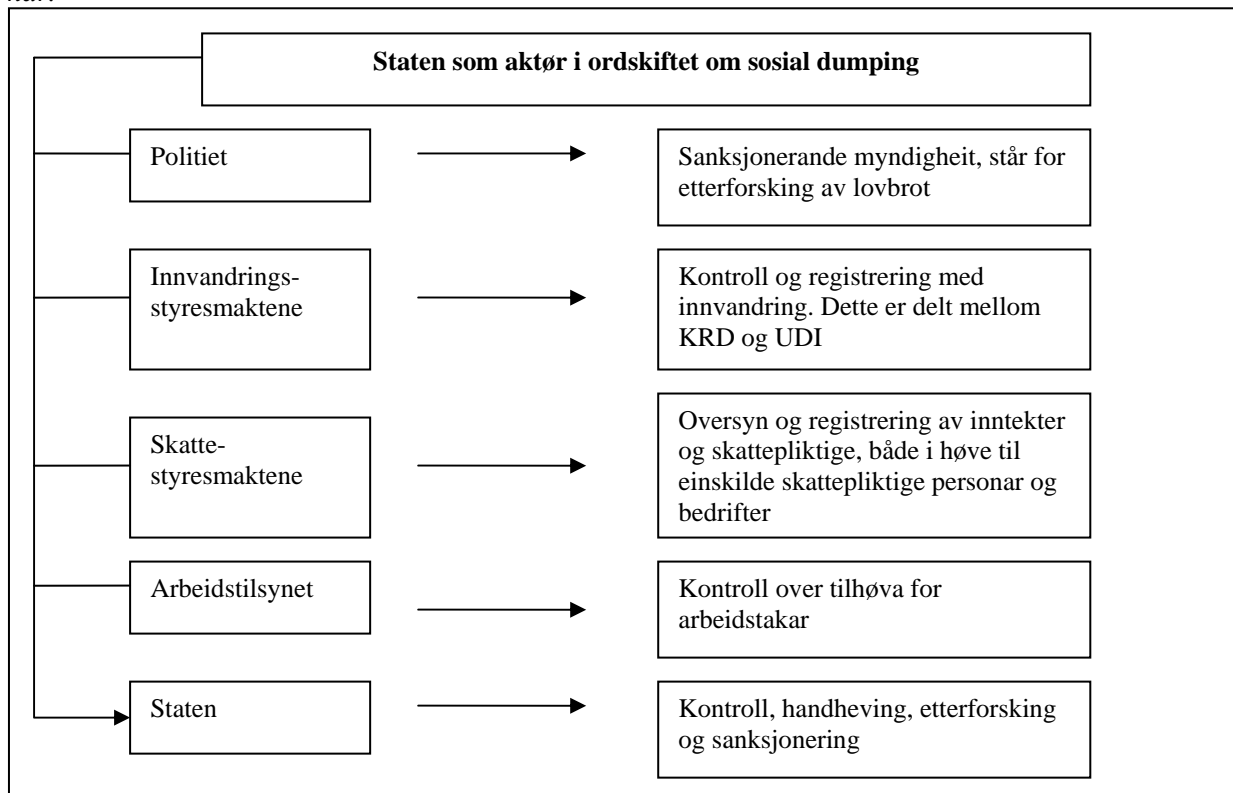 Staten som aktør i ordskiftet om sosial dumping
Politiet
Sanksjonerande myndigheit, står for
etterforsking av lovbrot
Innvandrings-
styresmaktene
Kontroll og registrering med
innvandring. Dette er delt mellom
KRD og UDI
Skatte-
styresmaktene
Oversyn og registrering av inntekter
og skattepliktige, både i høve til
einskilde skattepliktige personar og
bedrifter
Arbeidstilsynet
Kontroll over tilhøva for
arbeidstakar
Staten
Kontroll, handheving, etterforsking
og sanksjonering